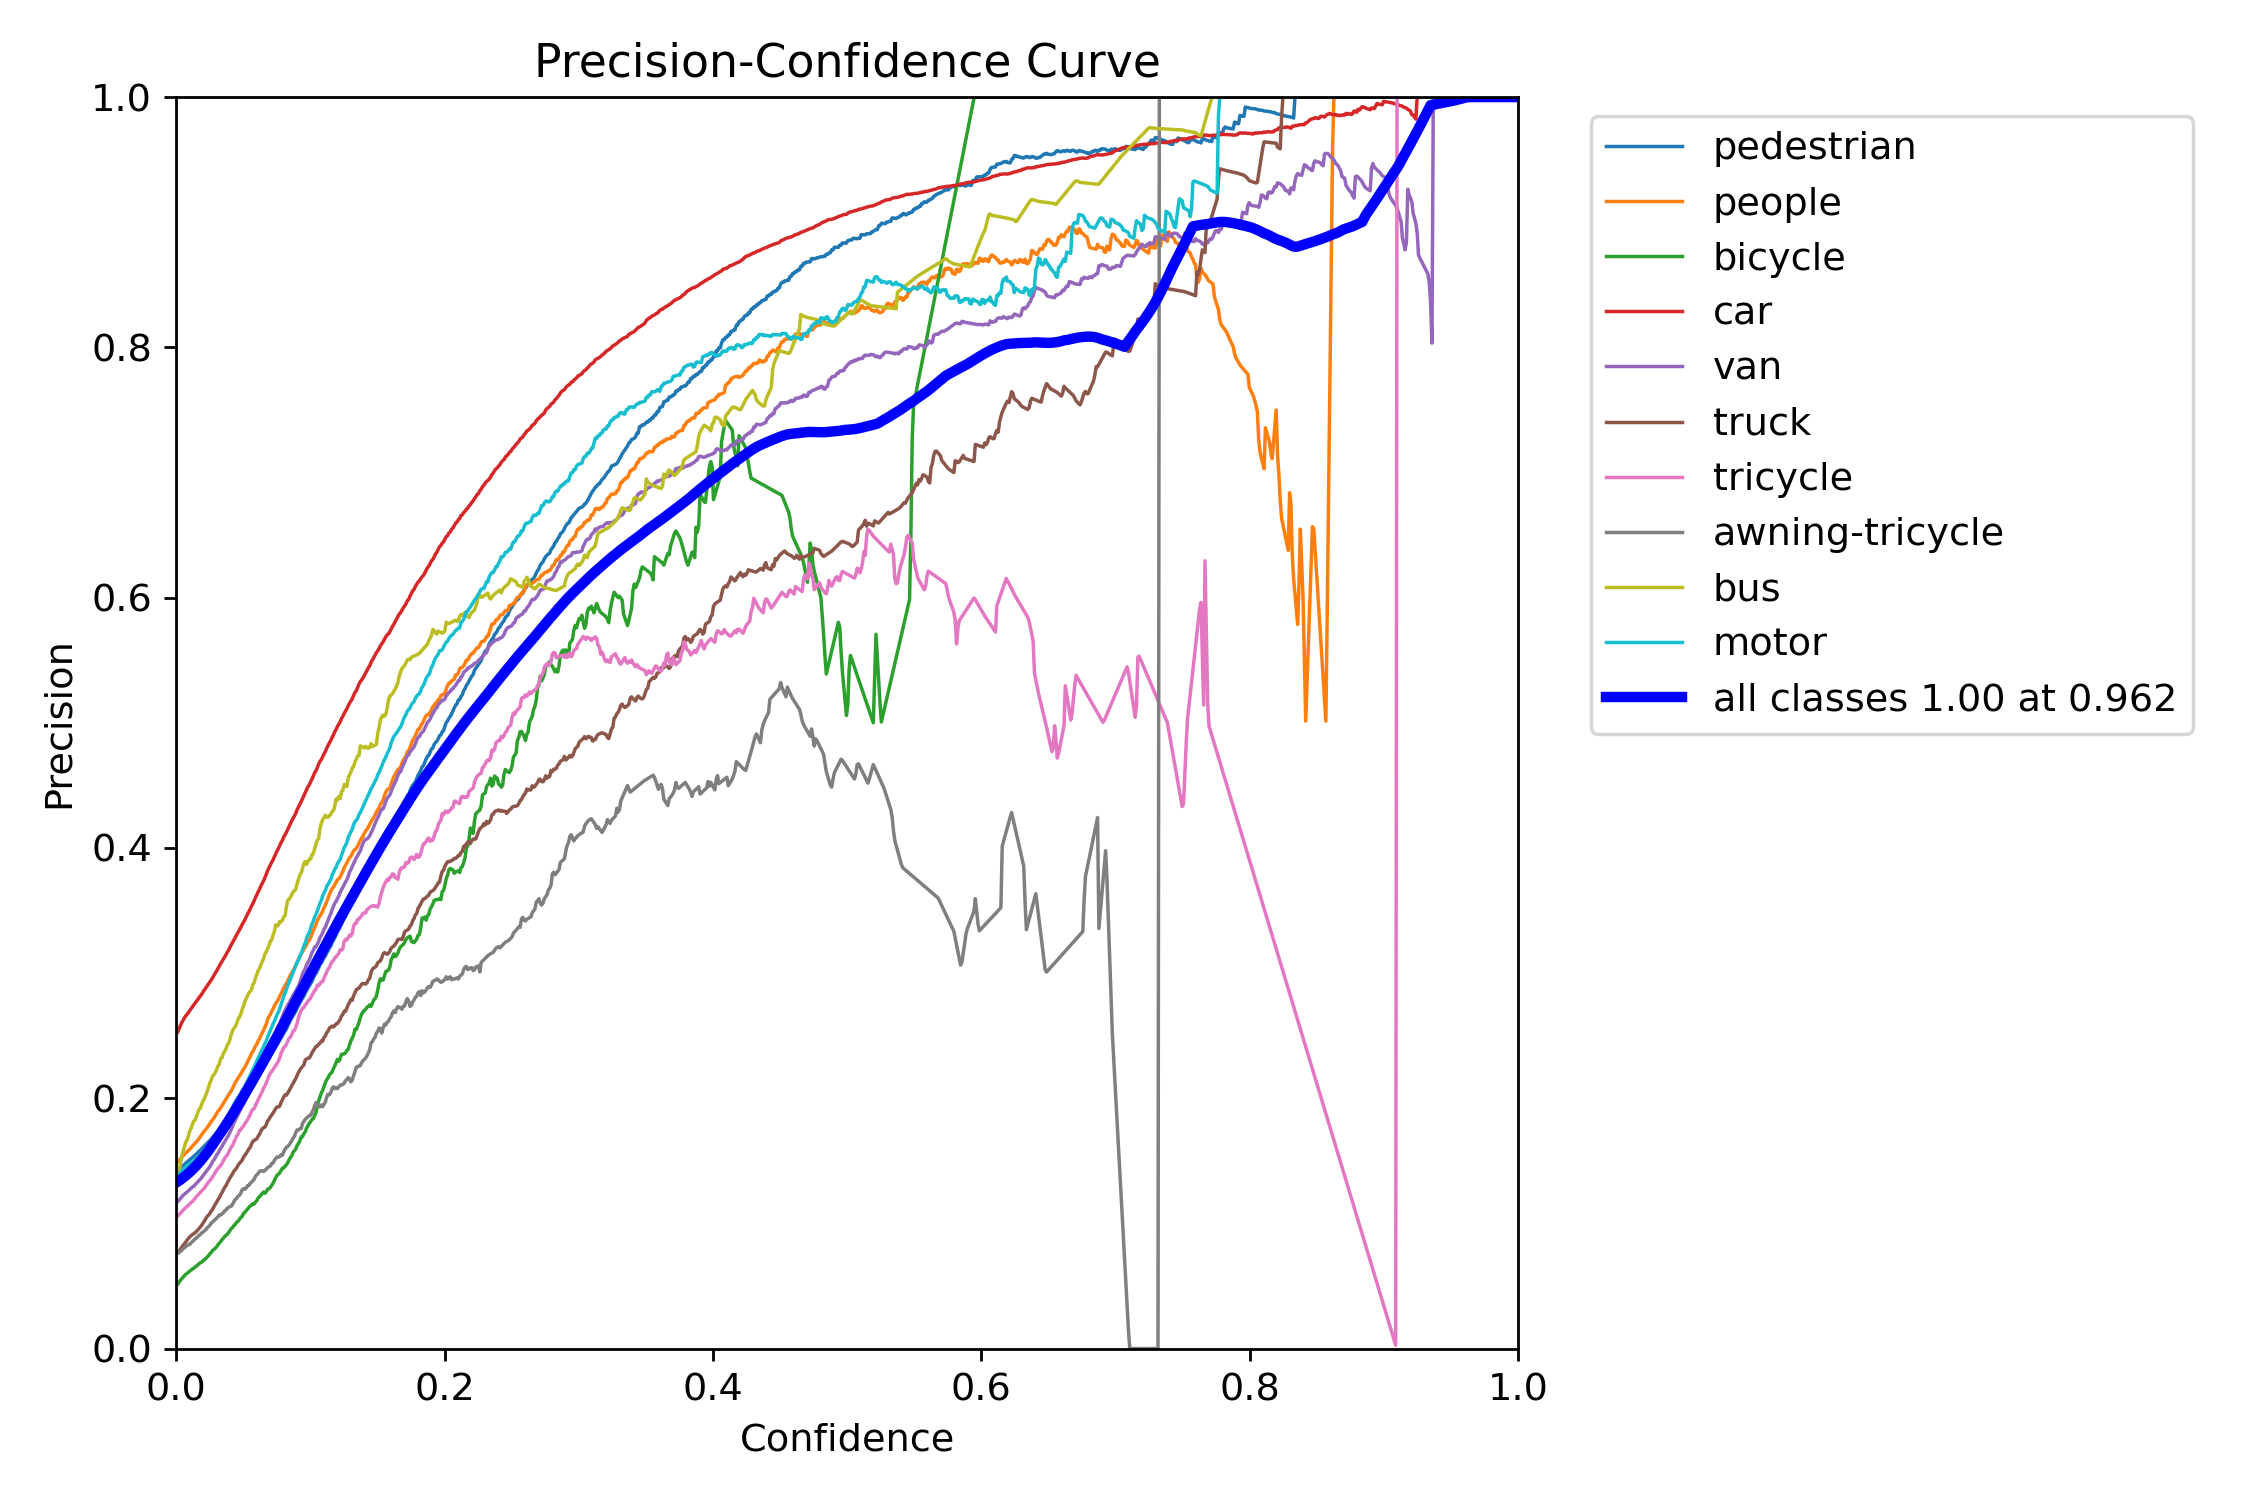 Precision-Confidence Curve
1.0
0.8
0.6
0.4
0.2
0.0
Precision
0.0 0.2 0.4 0.6 0.8 1.0
Confidence
pedestrian
people
bicycle
car
van
truck
tricycle
awning-tricycle
bus
motor
all classes 1.00 at 0.962